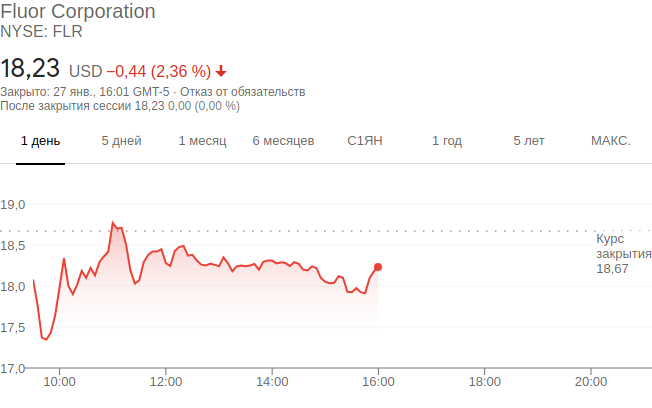 Fluor Corporation
NYSE: FLR
18,23 USD −0,44 (2,36 %)
Закрыто: 27 янв., 16:01 GMT-5 · Отказ от обязательств
После закрытия сессии 18,23 0,00 (0,00 %)
1 день 5 дней 1 месяц 6 месяцев С1ЯН 1 год 5 лет МАКС.
19,0
18,5
Курс
закрытия
18,67
18,0
17,5
17,0
10:00 12:00 14:00 16:00 18:00 20:00